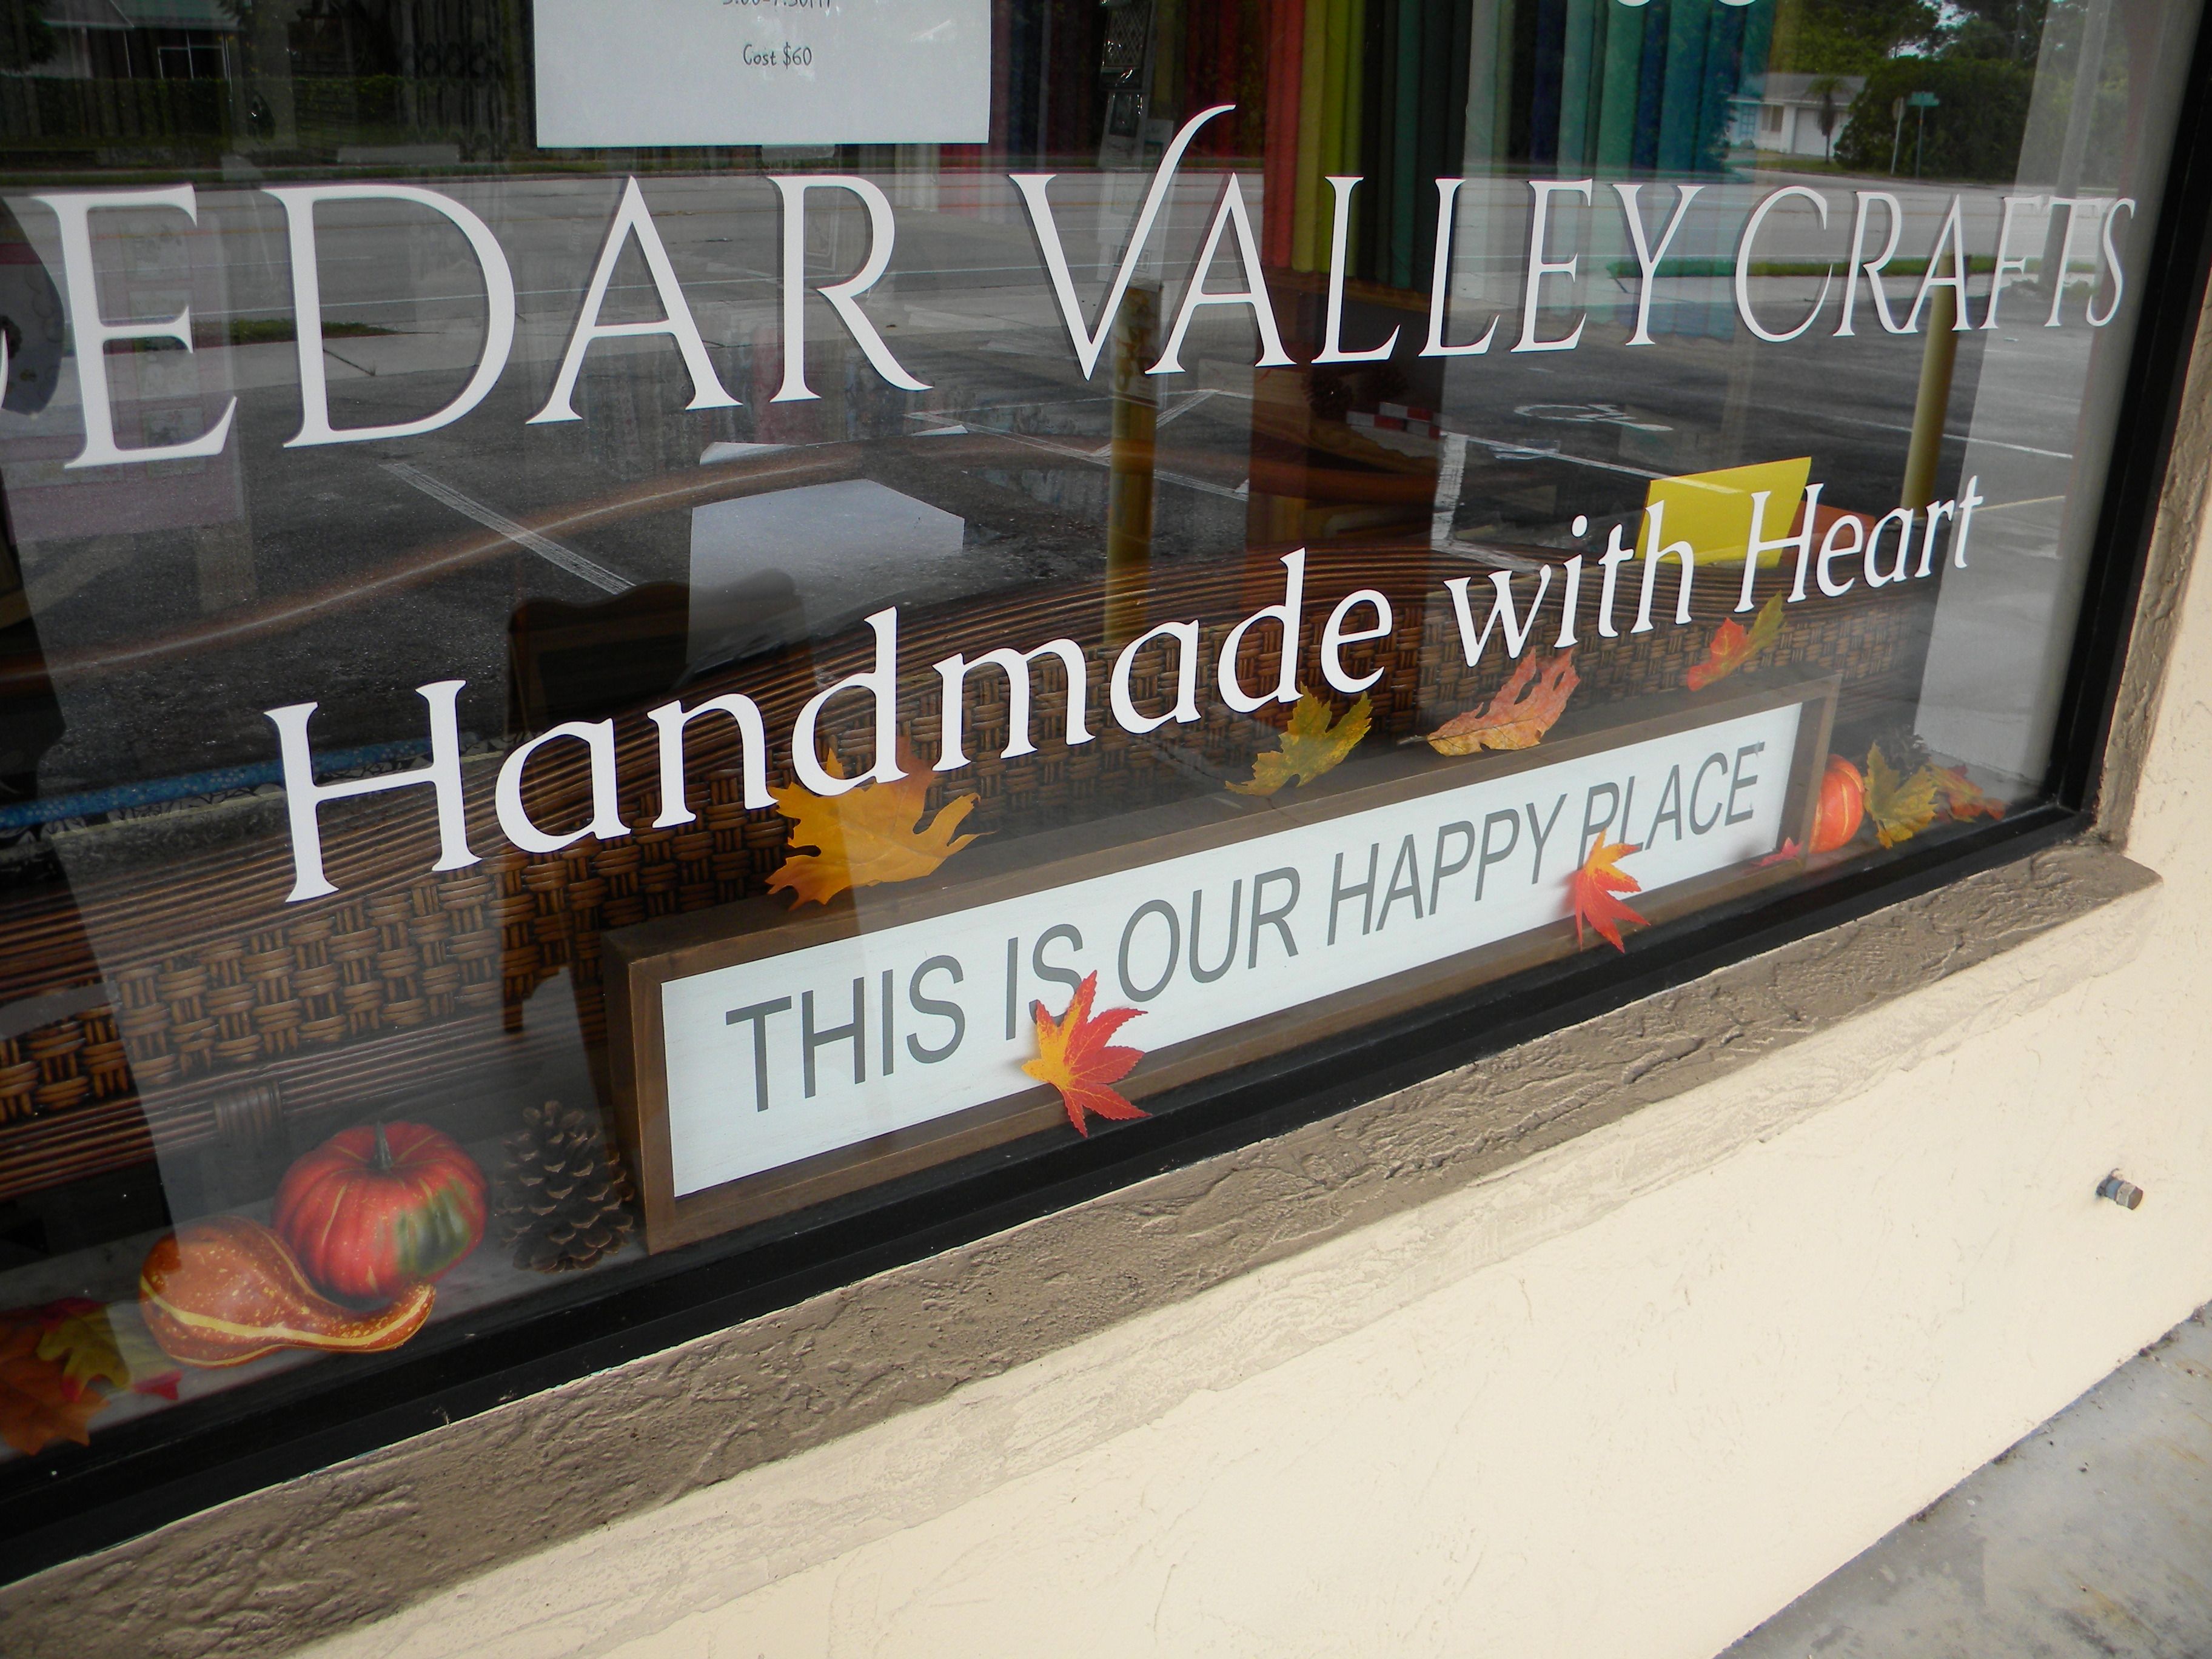 Cost $60
EDAR VALLEY CRAFTS
Handmade with Heart
THIS IS OUR HAPPY PLACE